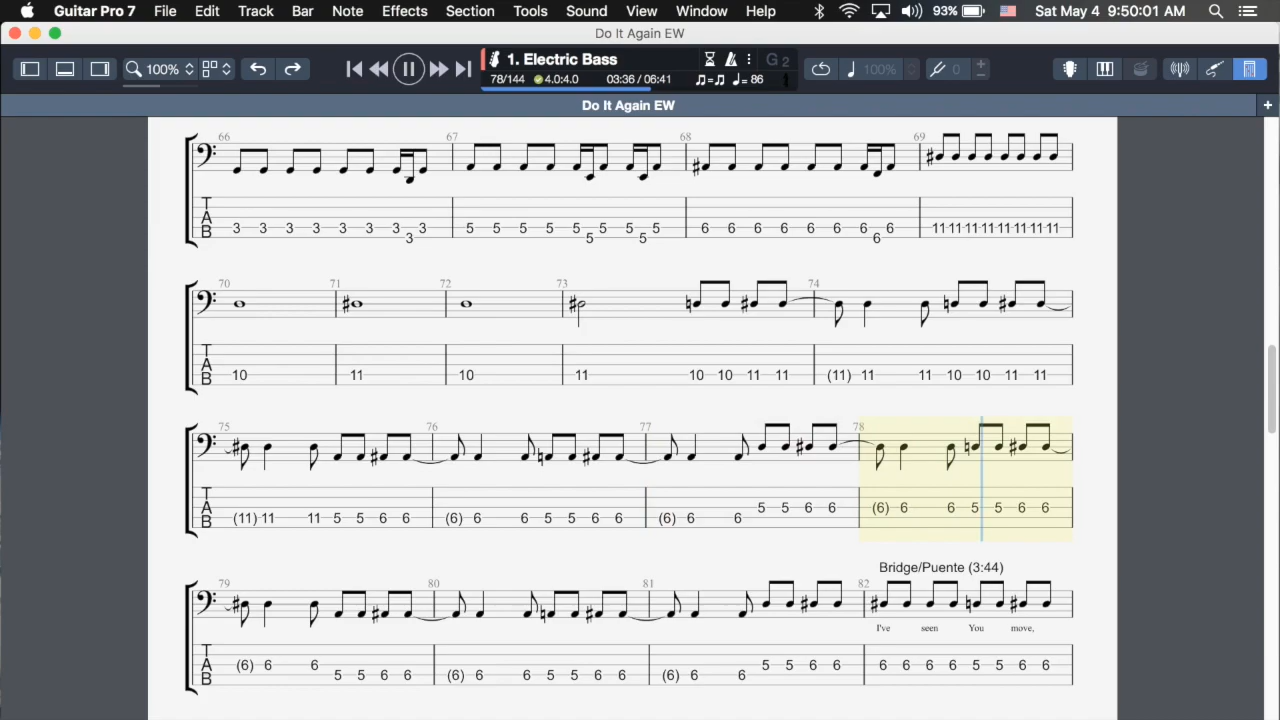 Guitar Pro 7 File Edit Track Bar Note Effects Section Tools Sound View Window Help 93% Sat May 4 9:50:01 AM
Do It Again EW
100% 1. Electric Bass G 2 100% 0
78/144 4.0:4.0 03:36 / 06:41 ♫=♫ ♩= 86
Do It Again EW
66 67 68 69
T
A 3 3 3 3 3 3 3 3 5 5 5 5 5 5 5 6 6 6 6 6 6 6 6 11 11 11 11 11 11 11 11
B 3 5 5 6
70 71 72 73 74
T
A
B 10 11 10 11 10 10 11 11 (11) 11 11 10 10 11 11
75 76 77 78
T
A 5 5 6 6 (6) 6 6 5 5 6 6
B (11) 11 11 5 5 6 6 (6) 6 6 5 5 6 6 (6) 6 6
Bridge/Puente (3:44)
79 80 81 82
I've seen You move,
T
A (6) 6 6 5 5 6 6 6 6 6 6 5 5 6 6
B 5 5 6 6 (6) 6 6 5 5 6 6 (6) 6 6